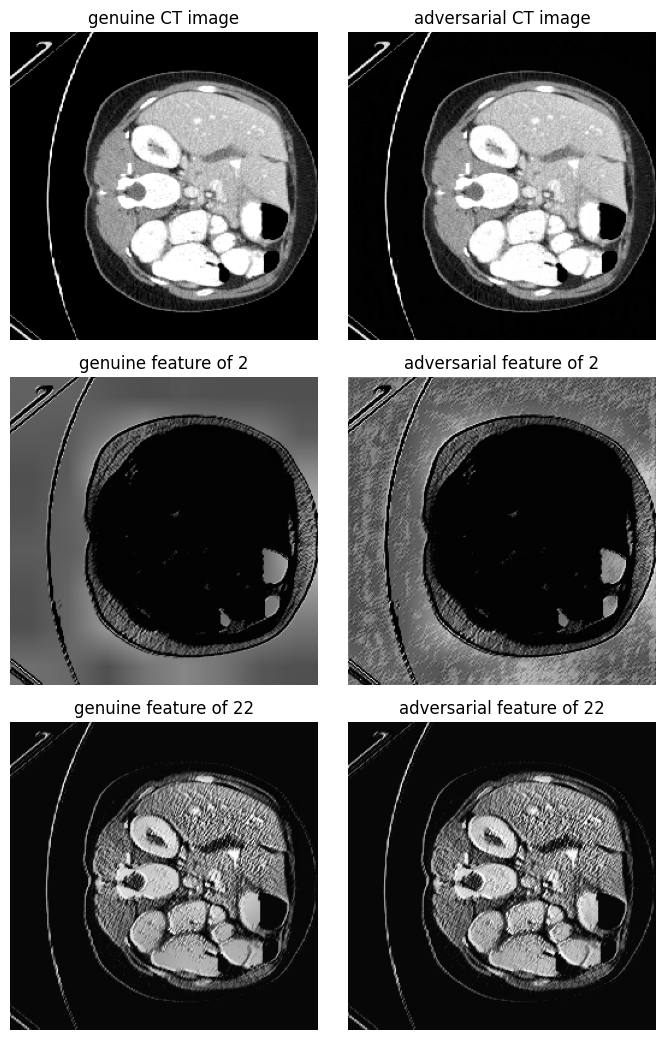 genuine CT image
adversarial CT image
genuine feature of 2
adversarial feature of 2
genuine feature of 22
adversarial feature of 22